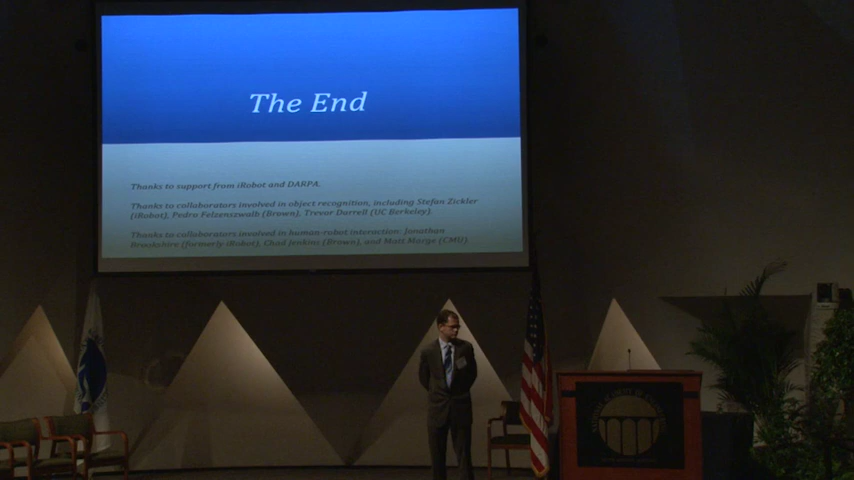 The End
Thanks to support from iRobot and DARPA.
Thanks to collaborators involved in object recognition, including Stefan Zickler
(iRobot), Pedro Felzenszwalb (Brown), Trevor Darrell (UC Berkeley).
Thanks to collaborators involved in human-robot interaction: Jonathan
Brookshire (formerly iRobot), Chad Jenkins (Brown), and Matt Marge (CMU)